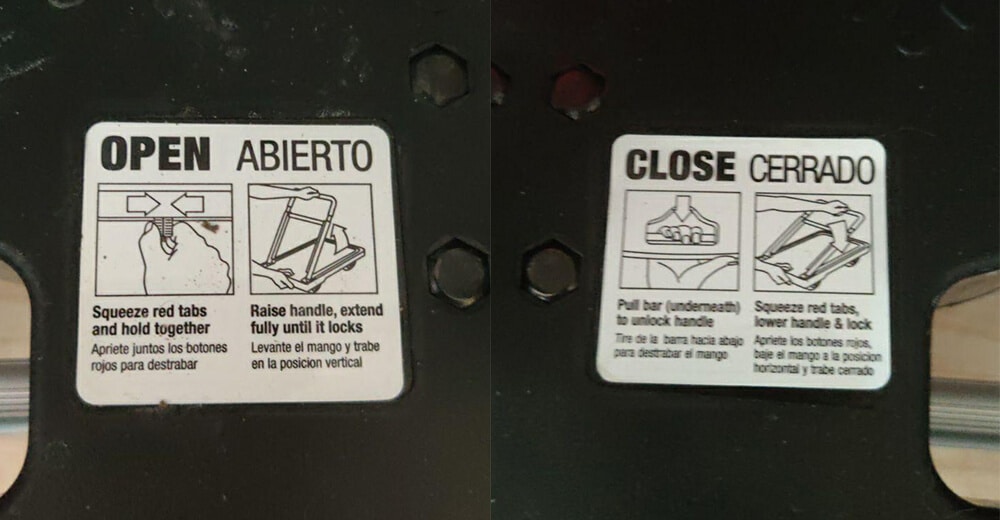 OPEN ABIERTO
Squeeze red tabs
and hold together
Apriete juntos los botones
rojos para destrabar
Raise handle, extend
fully until it locks
Levante el mango y trabe
en la posicion vertical
CLOSE CERRADO
Pull bar (underneath)
to unlock handle
Tire de la barra hacia abajo
para destrabar el mango
Squeeze red tabs,
lower handle & lock
Apriete los botones rojos,
baje el mango a la posicion
horizontal y trabe cerrado